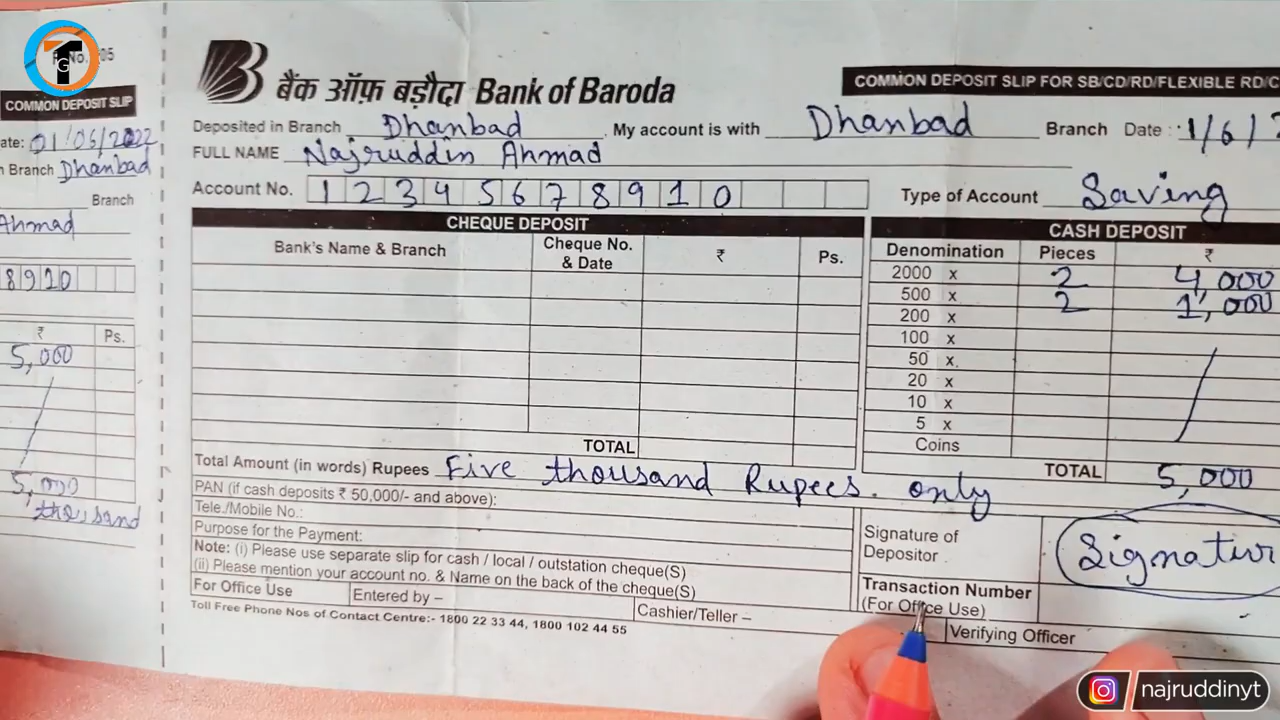 COMMON DEPOSIT SLIP
ate: 01/06/2022
n Branch Dhanbad
Branch
Ahmad
8910
₹ Ps.
5,000
5,000
thousand
बैंक ऑफ़ बड़ौदा Bank of Baroda
COMMON DEPOSIT SLIP FOR SB/CD/RD/FLEXIBLE RD/C
Deposited in Branch Dhanbad. My account is with Dhanbad Branch Date : 1/6/
FULL NAME Najruddin Ahmad
Account No. 1 2 3 4 5 6 7 8 9 1 0 Type of Account Saving
CHEQUE DEPOSIT
Bank's Name & Branch Cheque No. & Date ₹ Ps.
TOTAL
CASH DEPOSIT
Denomination Pieces ₹
2000 x 2 4,000
500 x 2 1,000
200 x
100 x
50 x
20 x
10 x
5 x
Coins
TOTAL 5,000
Total Amount (in words) Rupees Five thousand Rupees. only
PAN (if cash deposits ₹ 50,000/- and above):
Tele./Mobile No.:
Purpose for the Payment:
Note: (i) Please use separate slip for cash / local / outstation cheque(S)
(ii) Please mention your account no. & Name on the back of the cheque(S)
For Office Use Entered by – Cashier/Teller –
Signature of
Depositor
Signatur
Transaction Number
(For Office Use)
Verifying Officer
Toll Free Phone Nos of Contact Centre:- 1800 22 33 44, 1800 102 44 55
najruddinyt